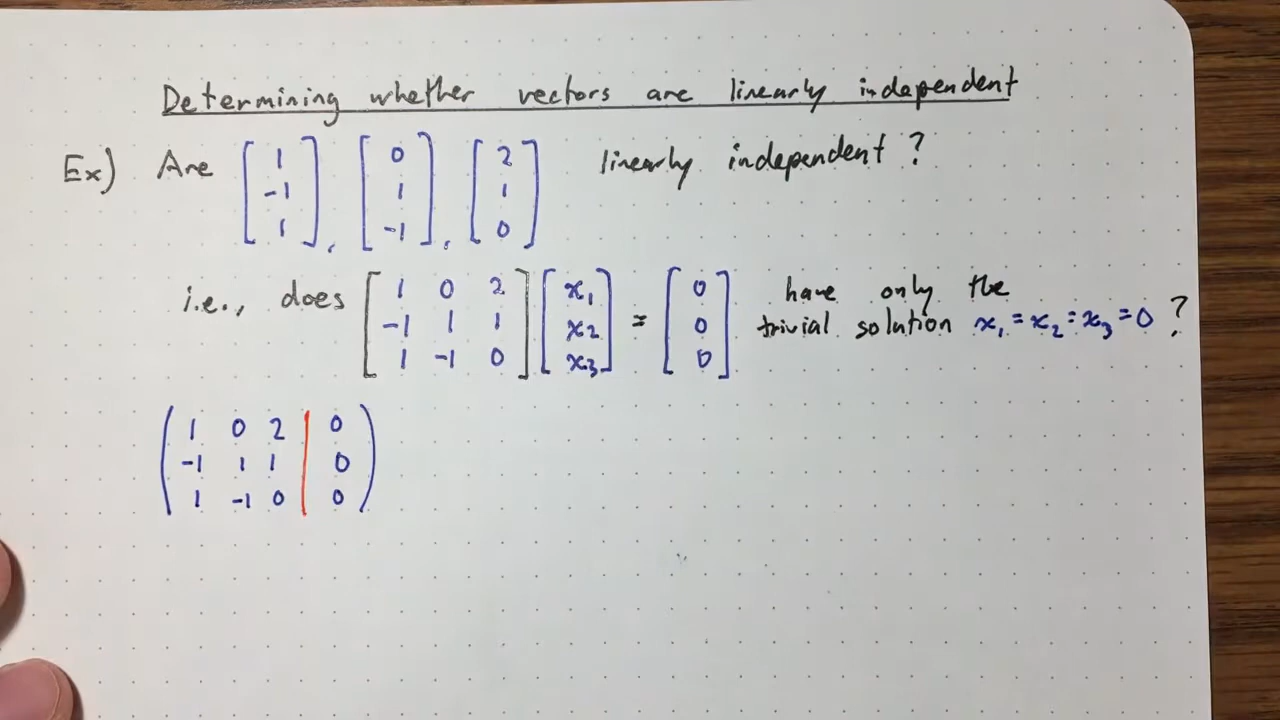 Determining whether vectors are linearly independent
Ex) Are [1 -1 1], [0 1 -1], [2 1 0] linearly independent?
i.e., does [1 0 2 -1 1 1 1 -1 0] [x₁ x₂ x₃] = [0 0 0] have only the trivial solution x₁ = x₂ = x₃ = 0 ?
( 1 0 2 | 0
-1 1 1 | 0
1 -1 0 | 0 )